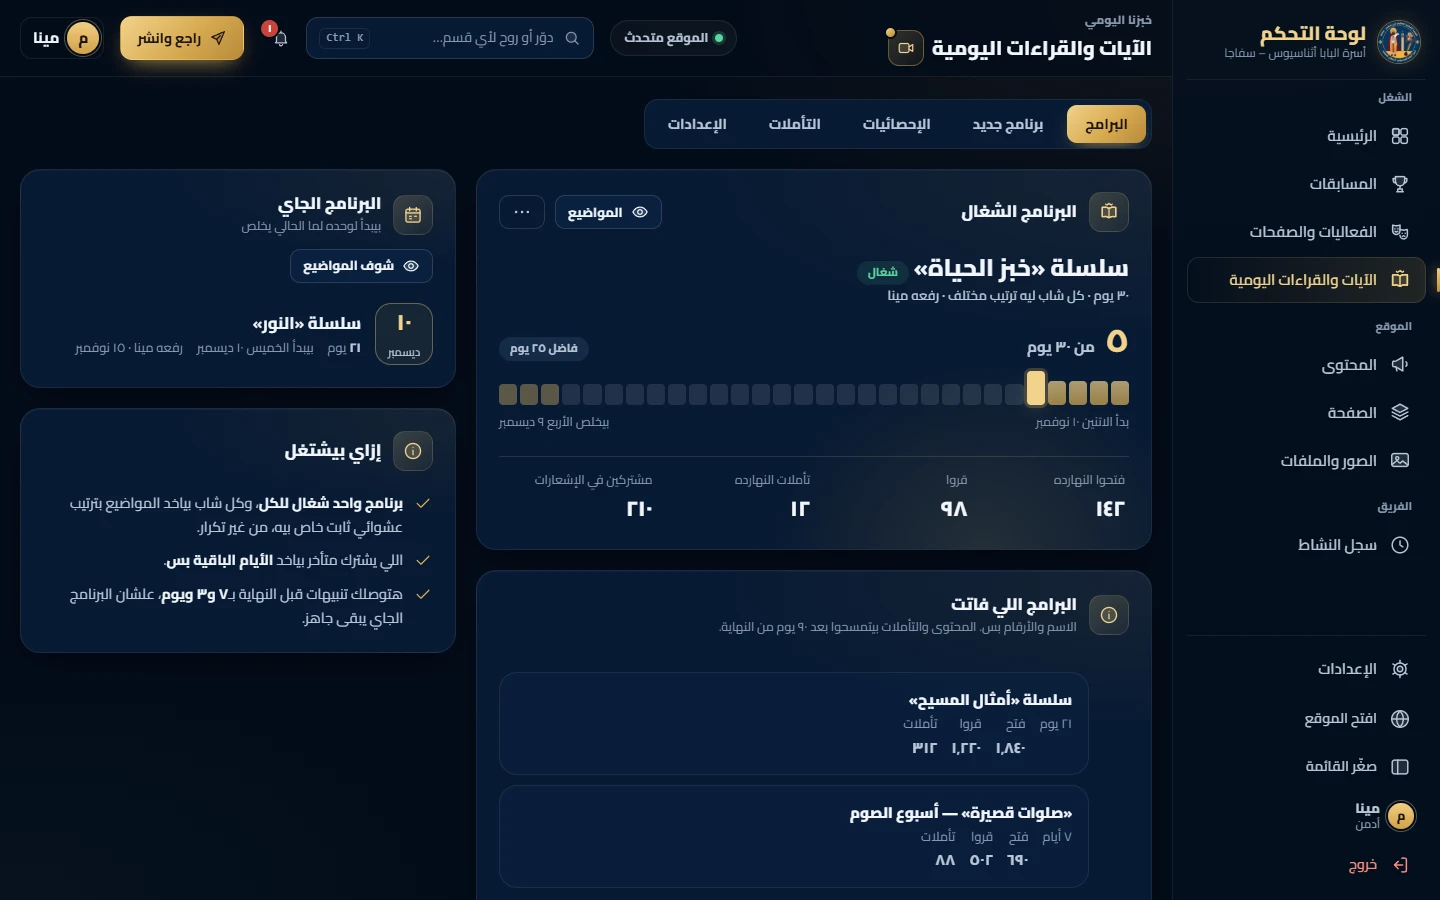 لوحة التحكم
أسرة البابا أثناسيوس – سفاجا
الشغل
الرئيسية
المسابقات
الفعاليات والصفحات
الآيات والقراءات اليومية
الموقع
المحتوى
الصفحة
الصور والملفات
الفريق
سجل النشاط
الإعدادات
افتح الموقع
صغّر القائمة
م
مينا
أدمن
خروج
خبزنا اليومي
الآيات والقراءات اليومية
الموقع متحدث
دوّر أو روح لأي قسم...
Ctrl K
١
راجع وانشر
م
مينا
البرامج
برنامج جديد
الإحصائيات
التأملات
الإعدادات
البرنامج الشغال
المواضيع
...
سلسلة «خبز الحياة» شغال
٣٠ يوم · كل شاب ليه ترتيب مختلف · رفعه مينا
٥ من ٣٠ يوم
فاضل ٢٥ يوم
بدأ الاتنين ١٠ نوفمبر
بيخلص الأربع ٩ ديسمبر
فتحوا النهارده
قروا
تأملات النهارده
مشتركين في الإشعارات
١٤٢
٩٨
١٢
٢١٠
البرامج اللي فاتت
الاسم والأرقام بس. المحتوى والتأملات بيتمسحوا بعد ٩٠ يوم من النهاية.
سلسلة «أمثال المسيح»
٢١ يوم فتح قروا تأملات
١,٨٤٠ ١,٢٢٠ ٣١٢
«صلوات قصيرة» — أسبوع الصوم
٧ أيام فتح قروا تأملات
٦٩٠ ٥٠٢ ٨٨
البرنامج الجاي
بيبدأ لوحده لما الحالي يخلص
شوف المواضيع
١٠
ديسمبر
سلسلة «النور»
٢١ يوم بيبدأ الخميس ١٠ ديسمبر رفعه مينا · ١٥ نوفمبر
إزاي بيشتغل
برنامج واحد شغال للكل، وكل شاب بياخد المواضيع بترتيب
عشوائي ثابت خاص بيه، من غير تكرار.
اللي يشترك متأخر بياخد الأيام الباقية بس.
هتوصلك تنبيهات قبل النهاية بـ٧ و٣ ويوم، علشان البرنامج
الجاي يبقى جاهز.